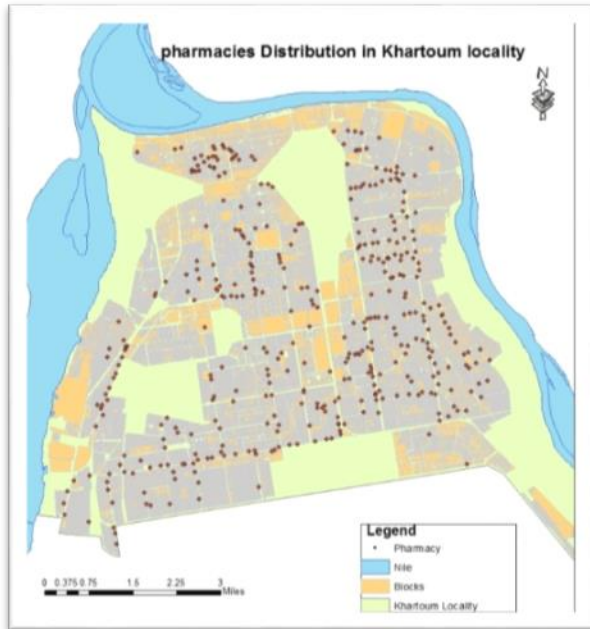 pharmacies Distribution in Khartoum locality
N
Legend
Pharmacy
Nile
Blocks
Khartoum Locality
0 0.375 0.75 1.5 2.25 3
Miles